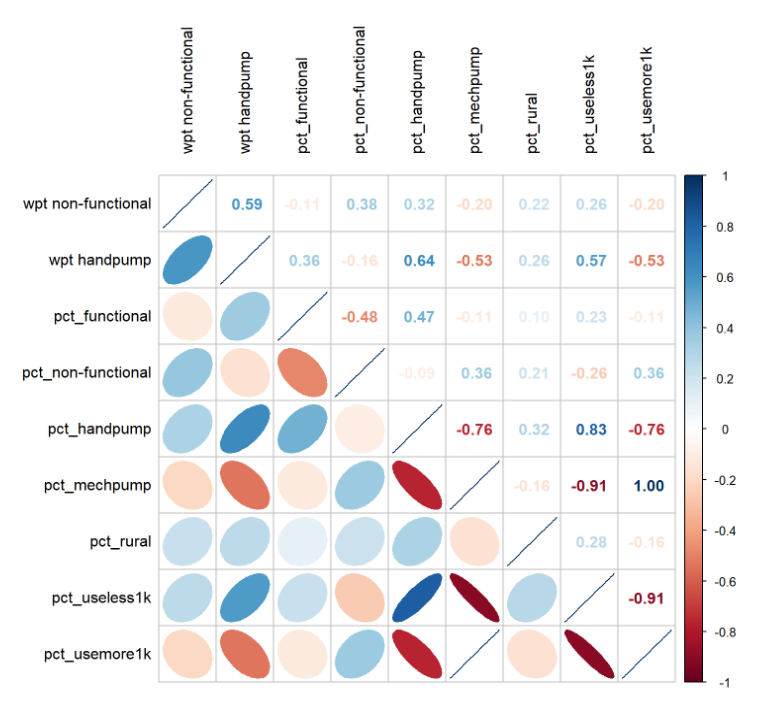 wpt non-functional
wpt handpump
pct_functional
pct_non-functional
pct_handpump
pct_mechpump
pct_rural
pct_useless1k
pct_usemore1k
wpt non-functional 0.59 -0.11 0.38 0.32 -0.20 0.22 0.26 -0.20
wpt handpump 0.36 -0.16 0.64 -0.53 0.26 0.57 -0.53
pct_functional -0.48 0.47 -0.11 0.10 0.23 -0.11
pct_non-functional -0.09 0.36 0.21 -0.26 0.36
pct_handpump -0.76 0.32 0.83 -0.76
pct_mechpump -0.16 -0.91 1.00
pct_rural 0.28 -0.16
pct_useless1k -0.91
pct_usemore1k
1
0.8
0.6
0.4
0.2
0
-0.2
-0.4
-0.6
-0.8
-1